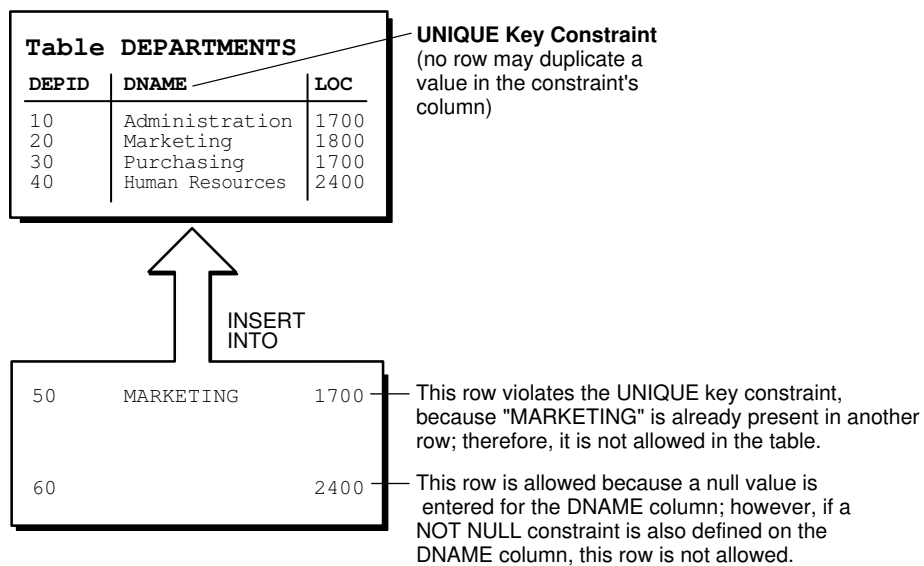 Table DEPARTMENTS
DEPID DNAME LOC
10 Administration 1700
20 Marketing 1800
30 Purchasing 1700
40 Human Resources 2400
UNIQUE Key Constraint
(no row may duplicate a
value in the constraint's
column)
INSERT
INTO
50 MARKETING 1700
This row violates the UNIQUE key constraint,
because "MARKETING" is already present in another
row; therefore, it is not allowed in the table.
60 2400
This row is allowed because a null value is
entered for the DNAME column; however, if a
NOT NULL constraint is also defined on the
DNAME column, this row is not allowed.